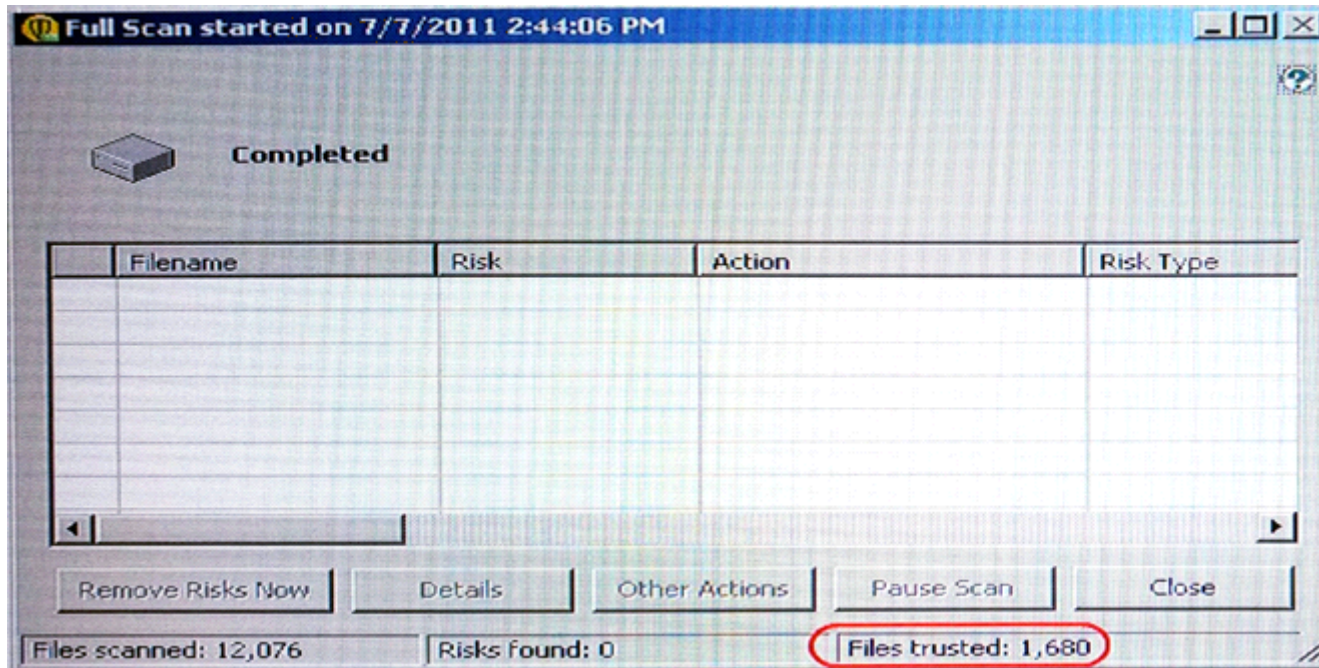 Full Scan started on 7/7/2011 2:44:06 PM
Completed
Filename Risk Action Risk Type
Remove Risks Now Details Other Actions Pause Scan Close
Files scanned: 12,076 Risks found: 0 Files trusted: 1,680